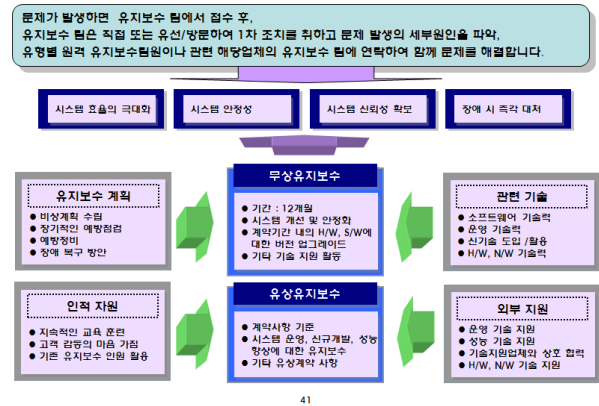 문제가 발생하면 유지보수 팀에서 접수 후,
유지보수 팀은 직접 또는 유선/방문하여 1차 조치를 취하고 문제 발생의 세부원인을 파악,
유형별 원격 유지보수팀원이나 관련 해당업체의 유지보수 팀에 연락하여 함께 문제를 해결합니다.
시스템 효율의 극대화
시스템 안정성
시스템 신뢰성 확보
장애 시 즉각 대처
유지보수 계획
● 비상계획 수립
● 장기적인 예방점검
● 예방정비
● 장애 복구 방안
무상유지보수
● 기간 : 12개월
● 시스템 개선 및 안정화
● 계약기간 내의 H/W, S/W에
대한 버전 업그레이드
● 기타 기술 지원 활동
관련 기술
● 소프트웨어 기술력
● 운영 기술력
● 신기술 도입 /활용
● H/W, N/W 기술력
인적 자원
● 지속적인 교육 훈련
● 고객 감동의 마음 가짐
● 기존 유지보수 인원 활용
유상유지보수
● 계약사항 기준
● 시스템 운영, 신규개발, 성능
향상에 대한 유지보수
● 기타 유상계약 사항
외부 지원
● 운영 기술 지원
● 성능 기술 지원
● 기술지원업체와 상호 협력
● H/W, N/W 기술 지원
41